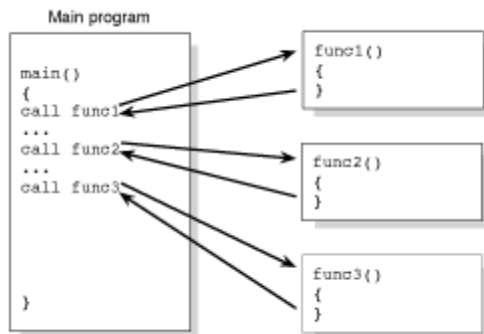 Main program
main()
{
call func1
...
call func2
...
call func3
}
func1()
{
}
func2()
{
}
func3()
{
}